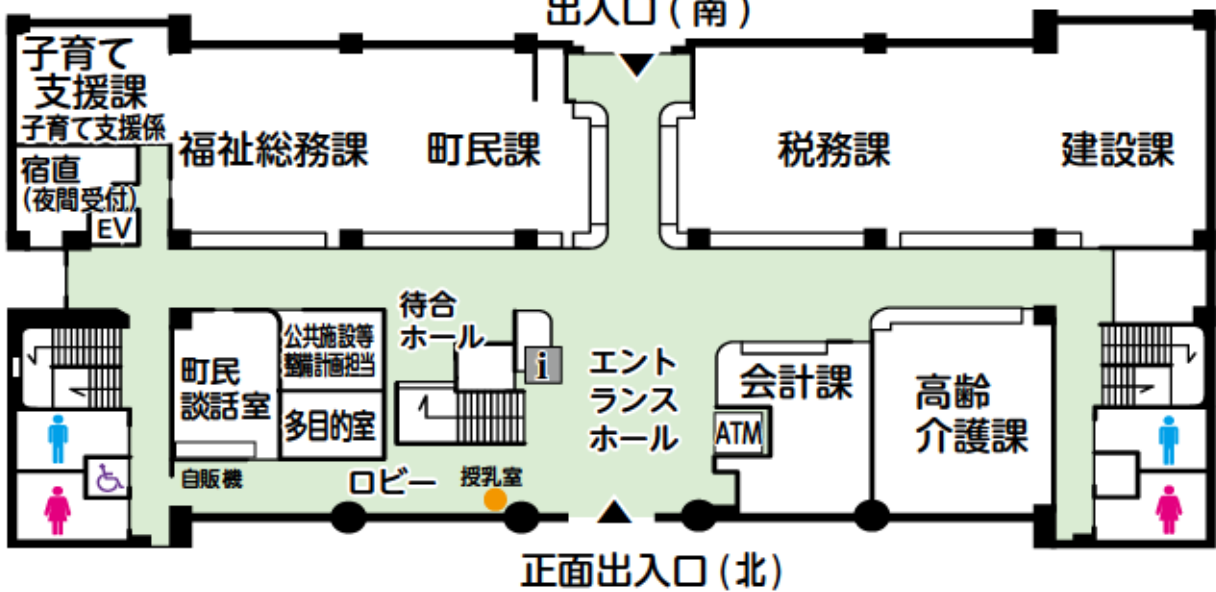 出入口(南)
子育て
支援課
子育て支援係
福祉総務課
町民課
税務課
建設課
宿直
(夜間受付)
EV
待合
ホール
公共施設等
整備計画担当
町民
談話室
多目的室
i
エント
ランス
ホール
会計課
ATM
高齢
介護課
自販機
ロビー
授乳室
正面出入口(北)